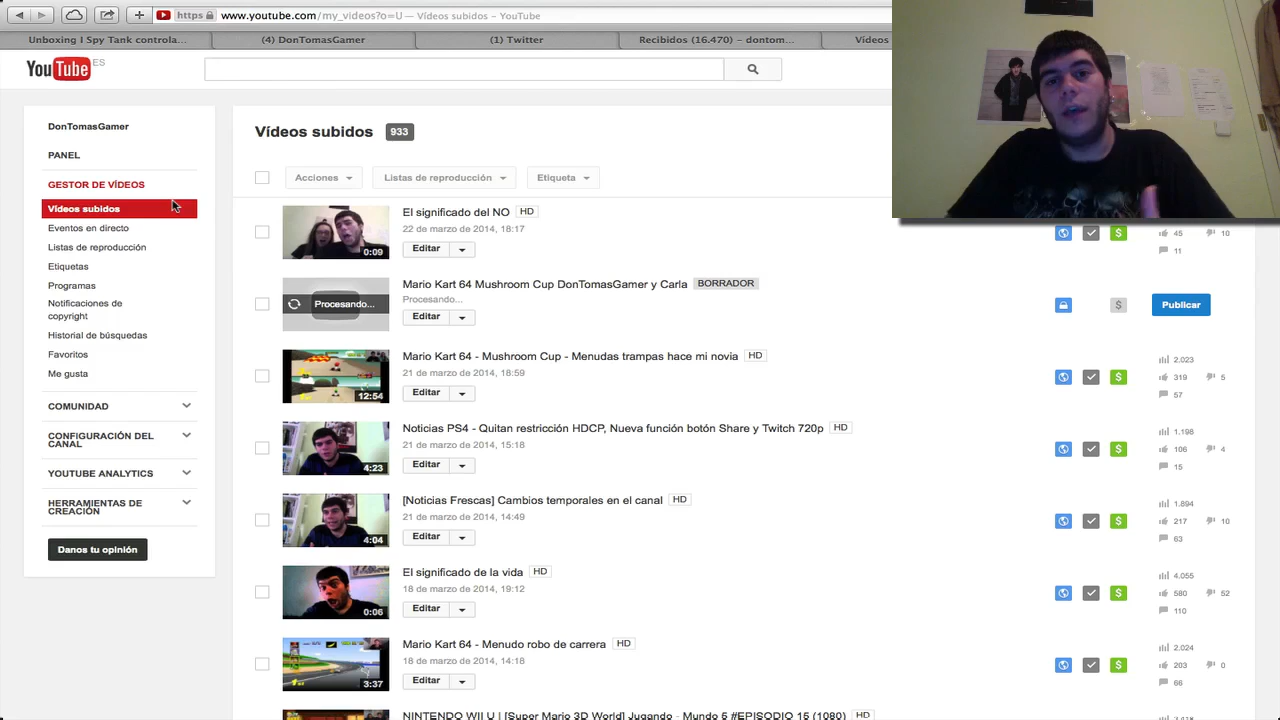 https www.youtube.com/my_videos?o=U — Vídeos subidos – YouTube
Unboxing I Spy Tank controla...
(4) DonTomasGamer
(1) Twitter
Recibidos (16.470) – dontom...
Vídeos
YouTube ES
DonTomasGamer
PANEL
GESTOR DE VÍDEOS
Vídeos subidos
Eventos en directo
Listas de reproducción
Etiquetas
Programas
Notificaciones de
copyright
Historial de búsquedas
Favoritos
Me gusta
COMUNIDAD
CONFIGURACIÓN DEL
CANAL
YOUTUBE ANALYTICS
HERRAMIENTAS DE
CREACIÓN
Danos tu opinión
Vídeos subidos 933
Acciones
Listas de reproducción
Etiqueta
El significado del NO HD
22 de marzo de 2014, 18:17
0:09
Editar
45 10
11
Mario Kart 64 Mushroom Cup DonTomasGamer y Carla BORRADOR
Procesando...
Procesando...
Editar
Publicar
Mario Kart 64 - Mushroom Cup - Menudas trampas hace mi novia HD
21 de marzo de 2014, 18:59
12:54
Editar
2,023
319 5
57
Noticias PS4 - Quitan restricción HDCP, Nueva función botón Share y Twitch 720p HD
21 de marzo de 2014, 15:18
4:23
Editar
1.198
106 4
15
[Noticias Frescas] Cambios temporales en el canal HD
21 de marzo de 2014, 14:49
4:04
Editar
1.894
217 10
63
El significado de la vida HD
18 de marzo de 2014, 19:12
0:06
Editar
4.055
580 52
110
Mario Kart 64 - Menudo robo de carrera HD
18 de marzo de 2014, 14:18
3:37
Editar
2,024
203 0
66
NINTENDO WII U | [Super Mario 3D World] Jugando - Mundo 5 #EPISODIO 15 (1080) HD